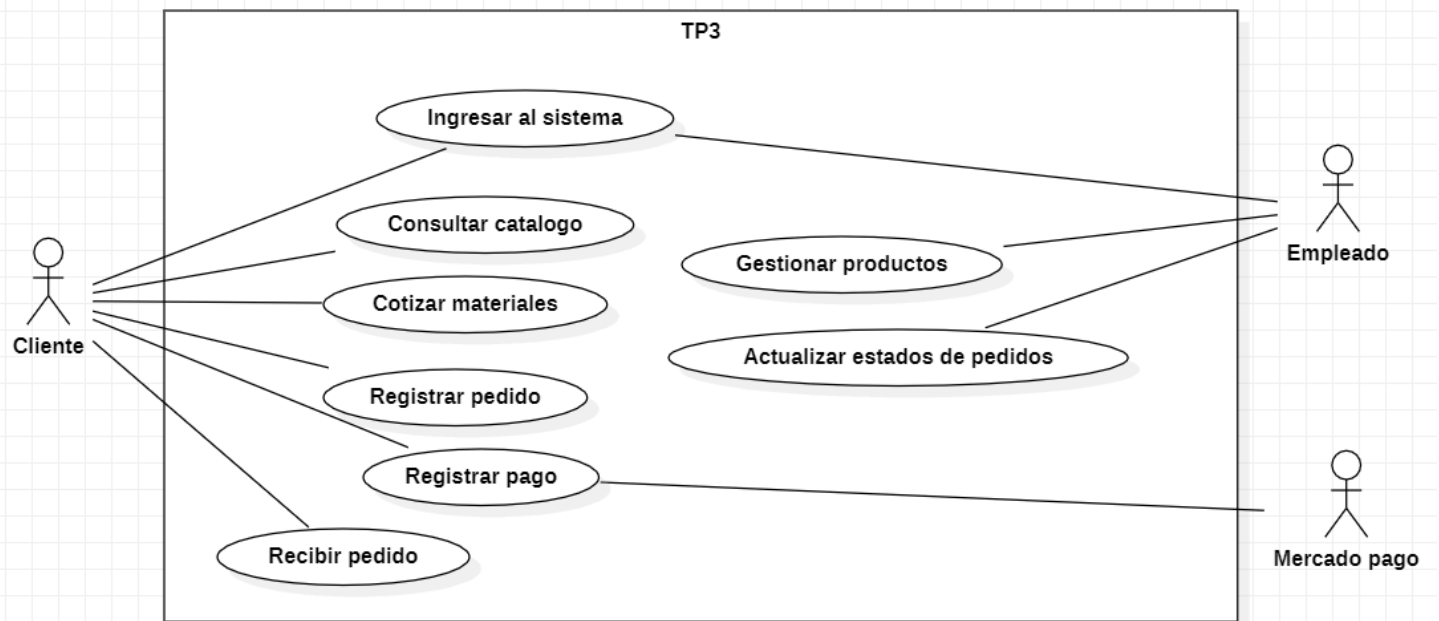 TP3
Ingresar al sistema
Consultar catalogo
Gestionar productos
Empleado
Cotizar materiales
Cliente
Actualizar estados de pedidos
Registrar pedido
Registrar pago
Recibir pedido
Mercado pago